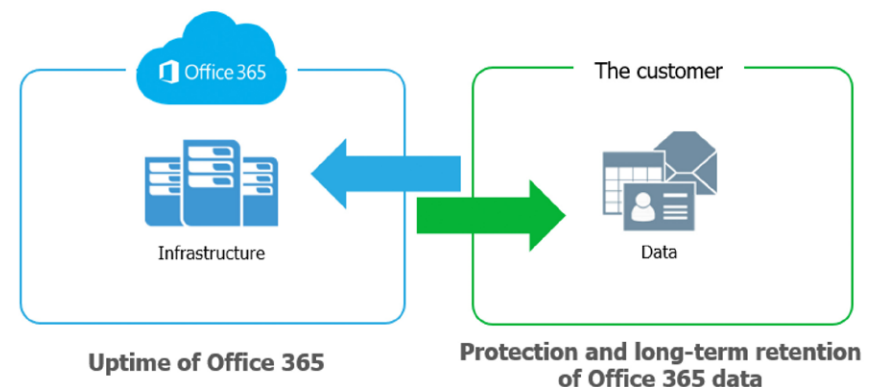 Office 365
The customer
Infrastructure
Data
Uptime of Office 365
Protection and long-term retention
of Office 365 data